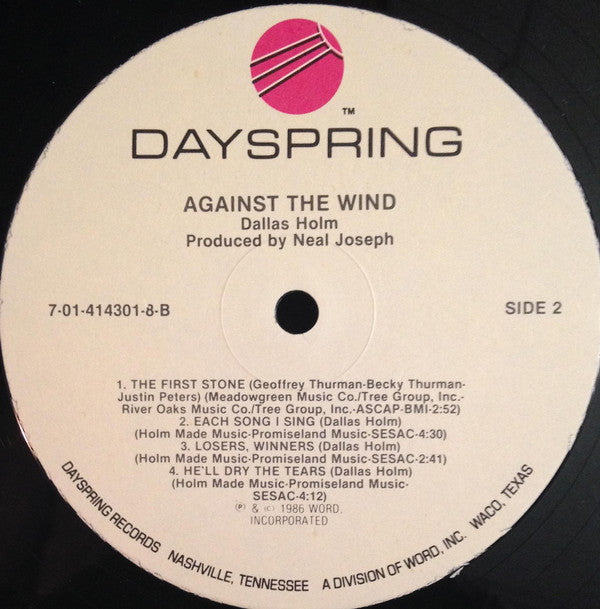 ™
DAYSPRING
AGAINST THE WIND
Dallas Holm
Produced by Neal Joseph
7-01-414301-8-B
SIDE 2
1. THE FIRST STONE (Geoffrey Thurman-Becky Thurman-
Justin Peters) (Meadowgreen Music Co./Tree Group, Inc.-
River Oaks Music Co./Tree Group, Inc.-ASCAP-BMI-2:52)
2. EACH SONG I SING (Dallas Holm)
(Holm Made Music-Promiseland Music-SESAC-4:30)
3. LOSERS, WINNERS (Dallas Holm)
(Holm Made Music-Promiseland Music-SESAC-2:41)
4. HE'LL DRY THE TEARS (Dallas Holm)
(Holm Made Music-Promiseland Music-
SESAC-4:12)
℗ & © 1986 WORD.
INCORPORATED
DAYSPRING RECORDS NASHVILLE, TENNESSEE A DIVISION OF WORD, INC. WACO, TEXAS